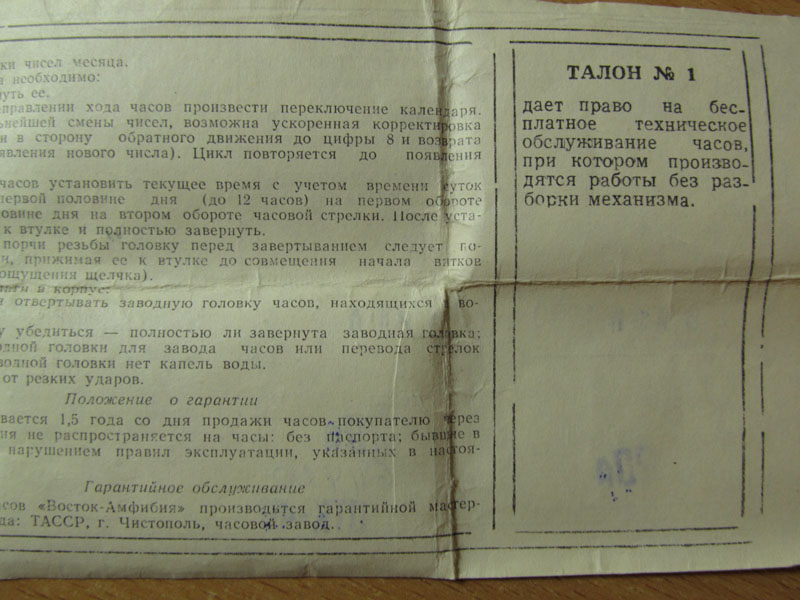 ки чисел месяца.
необходимо:
нуть ее.
правлении хода часов произвести переключение календаря.
нейшей смены чисел, возможна ускоренная корректировка
и в сторону обратного движения до цифры 8 и возврата
явления нового числа). Цикл повторяется до появления
часов установить текущее время с учетом времени суток
первой половине дня (до 12 часов) на первом обороте
ловине дня на втором обороте часовой стрелки. После уста-
к втулке и полностью завернуть.
порчи резьбы головку перед завертыванием следует по-
прижимая ее к втулке до совмещения начала витков
ощущения щелчка).
в корпус:
отвертывать заводную головку часов, находящихся в во-
у убедиться — полностью ли завернута заводная головка;
одной головки для завода часов или перевода стрелок
водной головки нет капель воды.
от резких ударов.
Положение о гарантии
вается 1,5 года со дня продажи часов покупателю через
ия не распространяется на часы: без паспорта; бывшие в
нарушением правил эксплуатации, указанных в настоя-
Гарантийное обслуживание
сов «Восток-Амфибия» производьтся гарантийной мастер-
да: ТАССР, г. Чистополь, часовой завод.
ТАЛОН № 1
дает право на бес-
платное техническое
обслуживание часов,
при котором произво-
дятся работы без раз-
борки механизма.